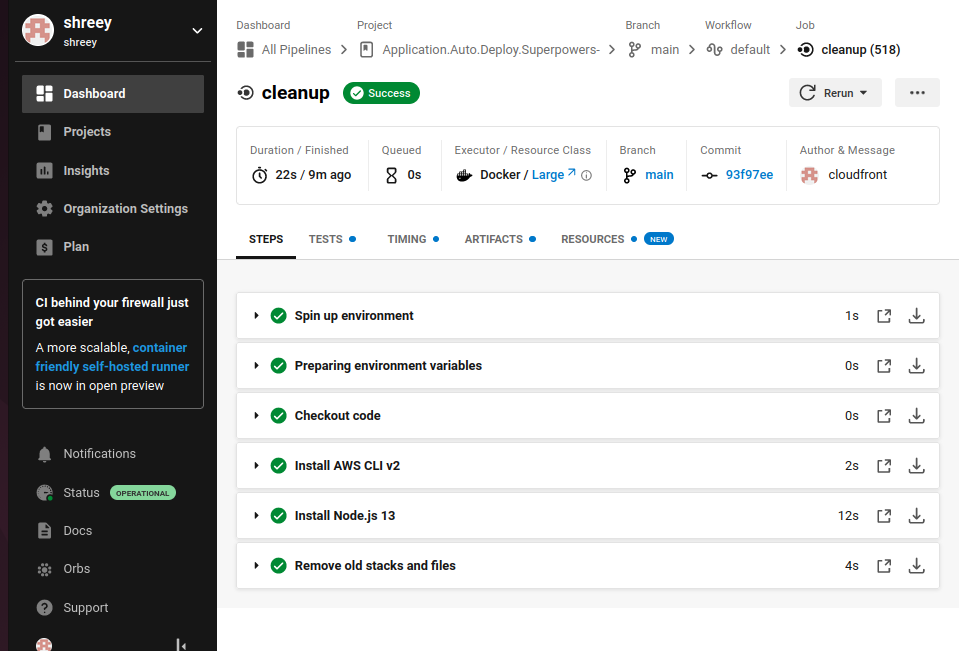 shreey
shreey
Dashboard
Projects
Insights
Organization Settings
Plan
CI behind your firewall just
got easier
A more scalable, container
friendly self-hosted runner
is now in open preview
Notifications
Status OPERATIONAL
Docs
Orbs
Support
Dashboard Project Branch Workflow Job
All Pipelines Application.Auto.Deploy.Superpowers- main default cleanup (518)
cleanup Success Rerun
Duration / Finished Queued Executor / Resource Class Branch Commit Author & Message
22s / 9m ago 0s Docker / Large main 93f97ee cloudfront
STEPS TESTS TIMING ARTIFACTS RESOURCES NEW
Spin up environment 1s
Preparing environment variables 0s
Checkout code 0s
Install AWS CLI v2 2s
Install Node.js 13 12s
Remove old stacks and files 4s